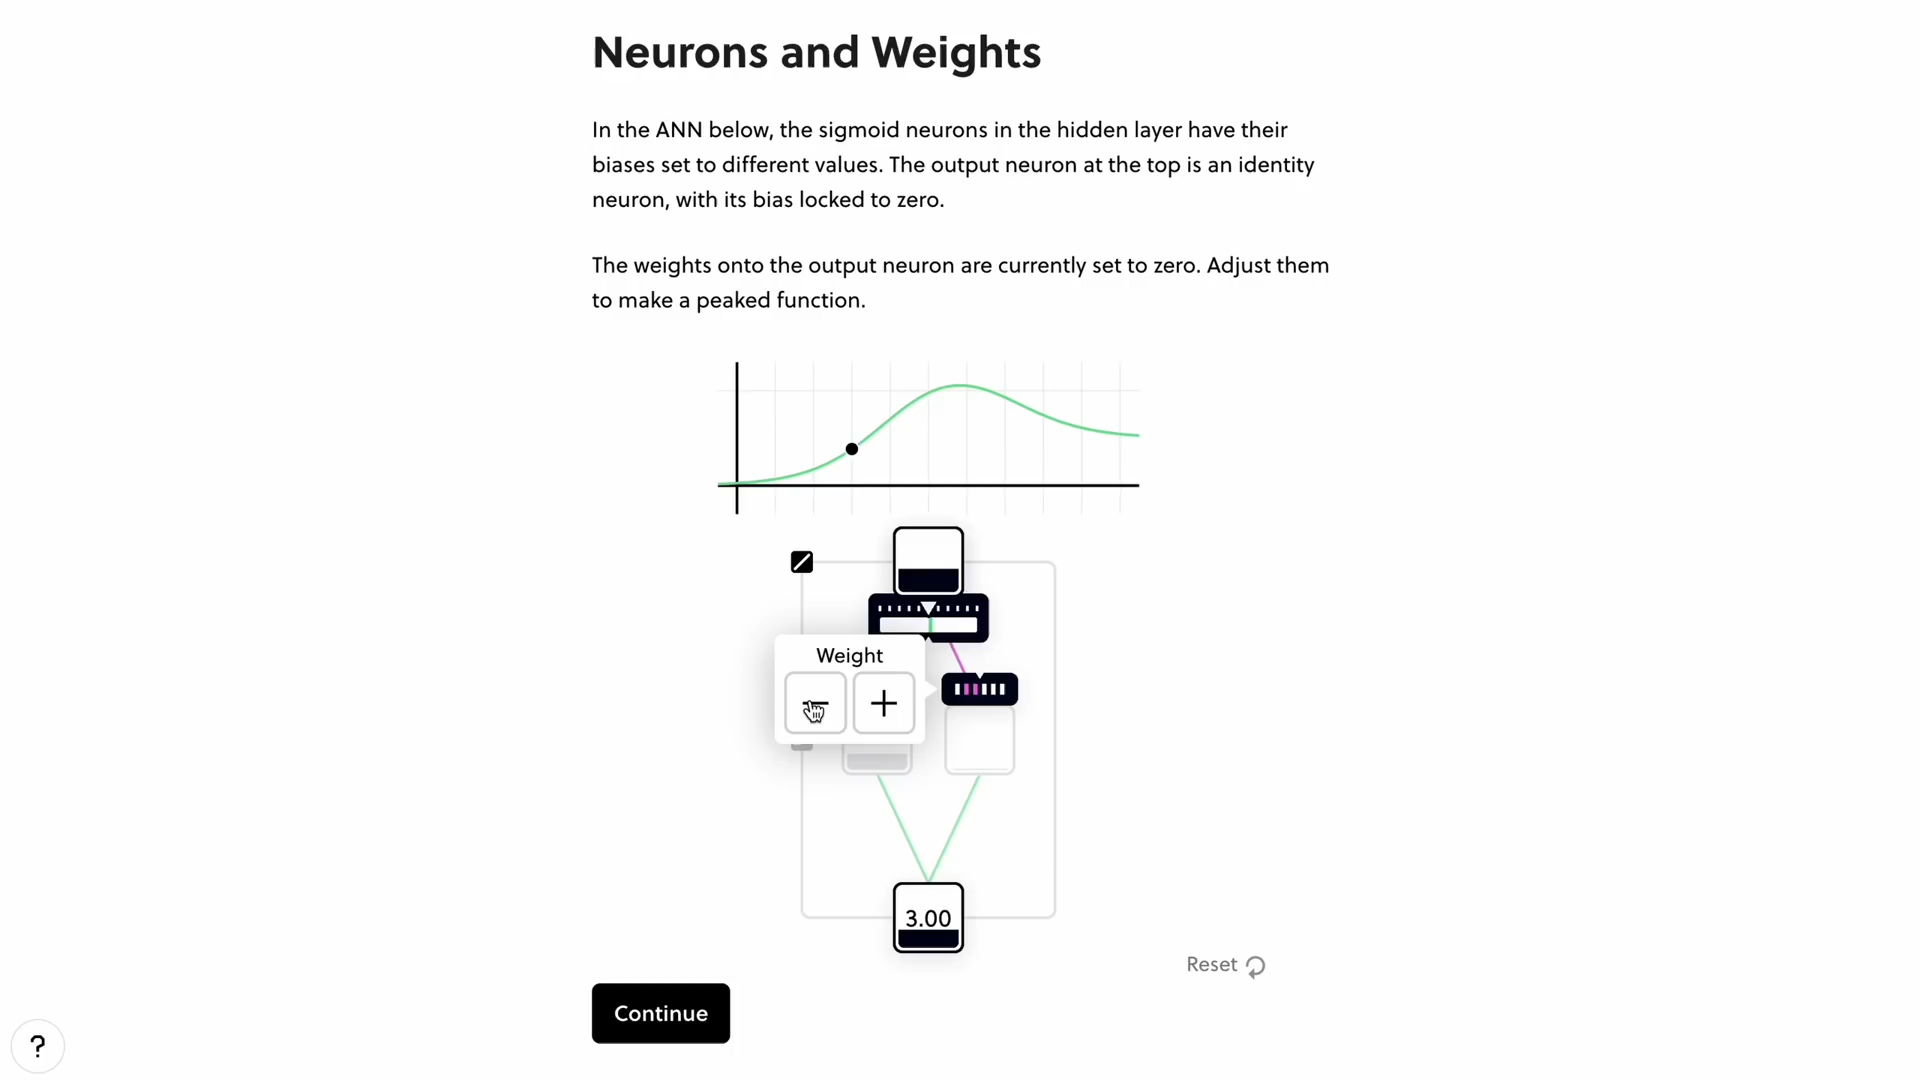 Neurons and Weights
In the ANN below, the sigmoid neurons in the hidden layer have their
biases set to different values. The output neuron at the top is an identity
neuron, with its bias locked to zero.
The weights onto the output neuron are currently set to zero. Adjust them
to make a peaked function.
Weight
3.00
Reset
Continue
?